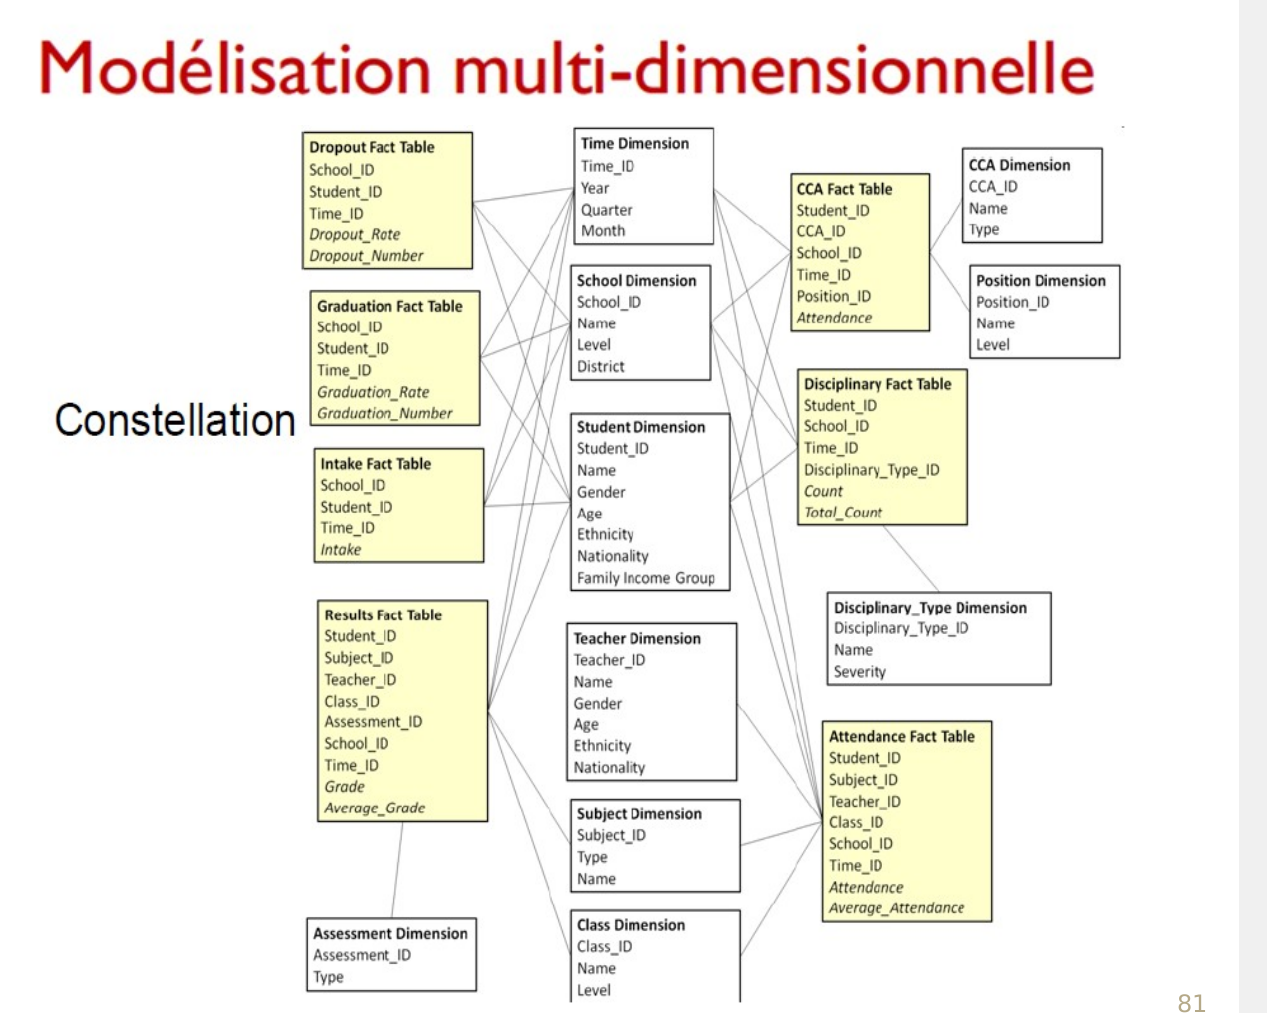 Modélisation multi-dimensionnelle
Constellation
Dropout Fact Table
School_ID
Student_ID
Time_ID
Dropout_Rate
Dropout_Number
Graduation Fact Table
School_ID
Student_ID
Time_ID
Graduation_Rate
Graduation_Number
Intake Fact Table
School_ID
Student_ID
Time_ID
Intake
Results Fact Table
Student_ID
Subject_ID
Teacher_ID
Class_ID
Assessment_ID
School_ID
Time_ID
Grade
Average_Grade
Assessment Dimension
Assessment_ID
Type
Time Dimension
Time_ID
Year
Quarter
Month
School Dimension
School_ID
Name
Level
District
Student Dimension
Student_ID
Name
Gender
Age
Ethnicity
Nationality
Family Income Group
Teacher Dimension
Teacher_ID
Name
Gender
Age
Ethnicity
Nationality
Subject Dimension
Subject_ID
Type
Name
Class Dimension
Class_ID
Name
Level
CCA Fact Table
Student_ID
CCA_ID
School_ID
Time_ID
Position_ID
Attendance
CCA Dimension
CCA_ID
Name
Type
Position Dimension
Position_ID
Name
Level
Disciplinary Fact Table
Student_ID
School_ID
Time_ID
Disciplinary_Type_ID
Count
Total_Count
Disciplinary_Type Dimension
Disciplinary_Type_ID
Name
Severity
Attendance Fact Table
Student_ID
Subject_ID
Teacher_ID
Class_ID
School_ID
Time_ID
Attendance
Average_Attendance
81